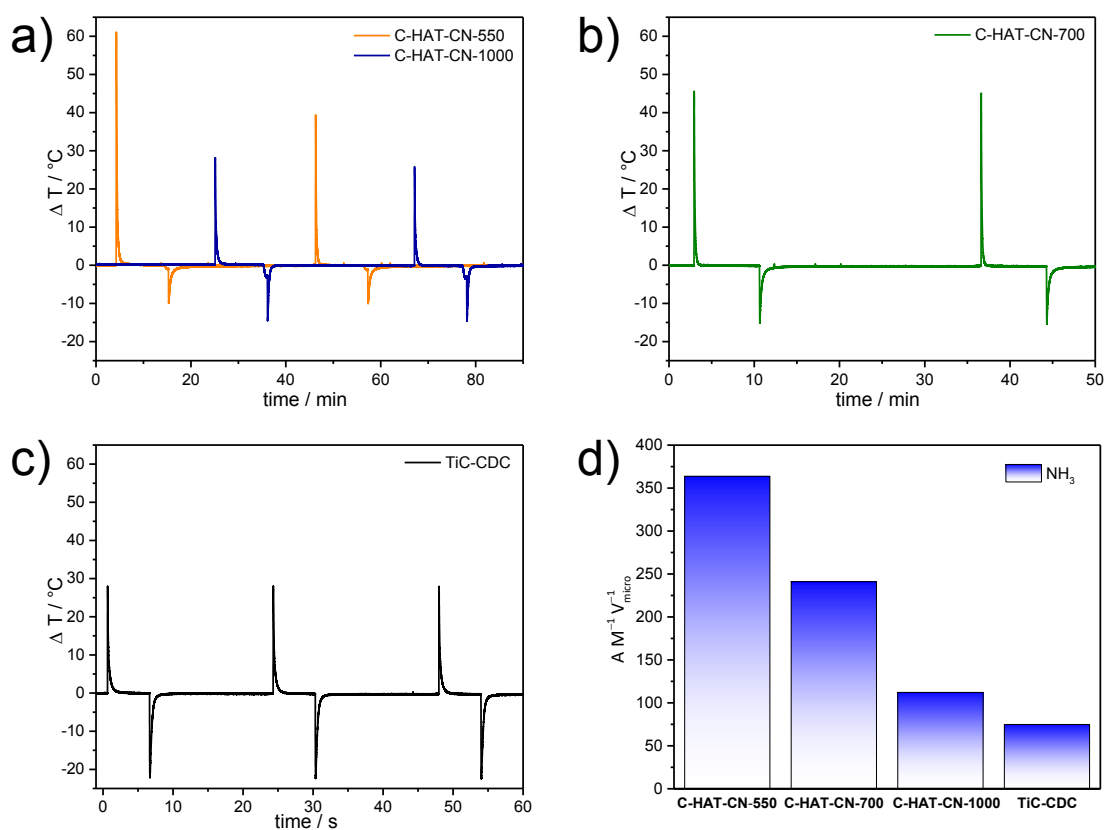 a)
C-HAT-CN-550
C-HAT-CN-1000
Δ T / °C
60
50
40
30
20
10
0
-10
-20
0 20 40 60 80
time / min
b)
C-HAT-CN-700
Δ T / °C
60
50
40
30
20
10
0
-10
-20
0 10 20 30 40 50
time / min
c)
TiC-CDC
Δ T / °C
60
50
40
30
20
10
0
-10
-20
0 10 20 30 40 50 60
time / s
d)
NH₃
A M⁻¹ V⁻¹micro
400
350
300
250
200
150
100
50
0
C-HAT-CN-550 C-HAT-CN-700 C-HAT-CN-1000 TiC-CDC